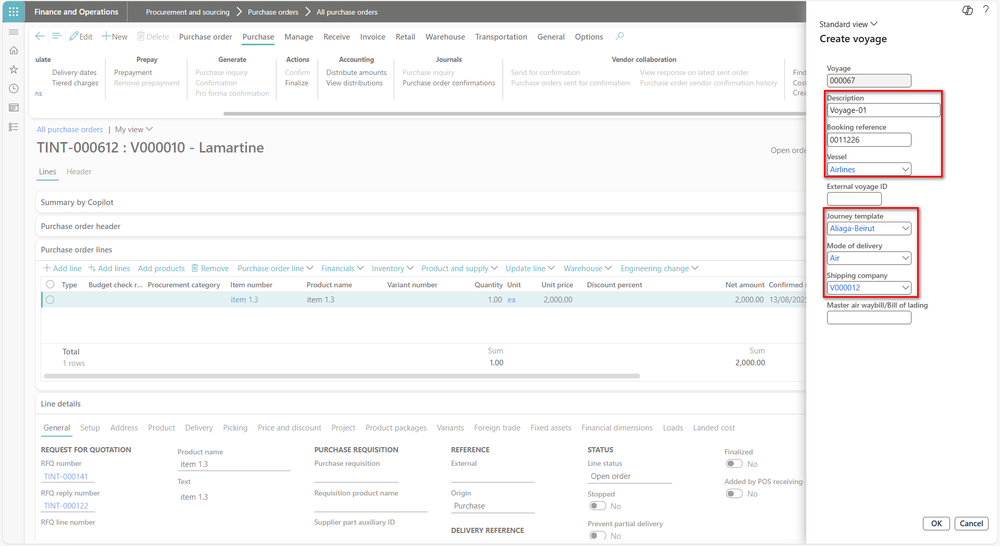 Finance and Operations
Procurement and sourcing
Purchase orders
All purchase orders
?
Edit
New
Delete
Purchase order
Purchase
Manage
Receive
Invoice
Retail
Warehouse
Transportation
General
Options
ulate
Delivery dates
Tiered charges
ns
Prepay
Prepayment
Remove prepayment
Generate
Purchase inquiry
Confirmation
Pro forma confirmation
Actions
Confirm
Finalize
Accounting
Distribute amounts
View distributions
Journals
Purchase inquiry
Purchase order confirmations
Vendor collaboration
Send for confirmation
Purchase orders sent for confirmation
View response on latest sent order
Purchase order vendor confirmation history
Find
Cost
Crea
All purchase orders | My view
TINT-000612 : V000010 - Lamartine
Open orde
Lines
Header
Summary by Copilot
Purchase order header
Purchase order lines
Add line
Add lines
Add products
Remove
Purchase order line
Financials
Inventory
Product and supply
Update line
Warehouse
Engineering change
Type
Budget check r...
Procurement category
Item number
Product name
Variant number
Quantity
Unit
Unit price
Discount percent
Net amount
Confirmed
item 1.3
item 1.3
1.00
ea
2,000.00
2,000.00
13/08/2025
Total
1 rows
Sum
1.00
Sum
2,000.00
Line details
General
Setup
Address
Product
Delivery
Picking
Price and discount
Project
Product packages
Variants
Foreign trade
Fixed assets
Financial dimensions
Loads
Landed cost
REQUEST FOR QUOTATION
RFQ number
TINT-000141
RFQ reply number
TINT-000122
RFQ line number
Product name
item 1.3
Text
item 1.3
PURCHASE REQUISITION
Purchase requisition
Requisition product name
Supplier part auxiliary ID
REFERENCE
External
Origin
Purchase
DELIVERY REFERENCE
STATUS
Line status
Open order
Stopped
No
Prevent partial delivery
No
Finalized
No
Added by POS receiving
No
Standard view
Create voyage
Voyage
000067
Description
Voyage-01
Booking reference
0011226
Vessel
Airlines
External voyage ID
Journey template
Aliaga-Beirut
Mode of delivery
Air
Shipping company
V000012
Master air waybill/Bill of lading
OK
Cancel